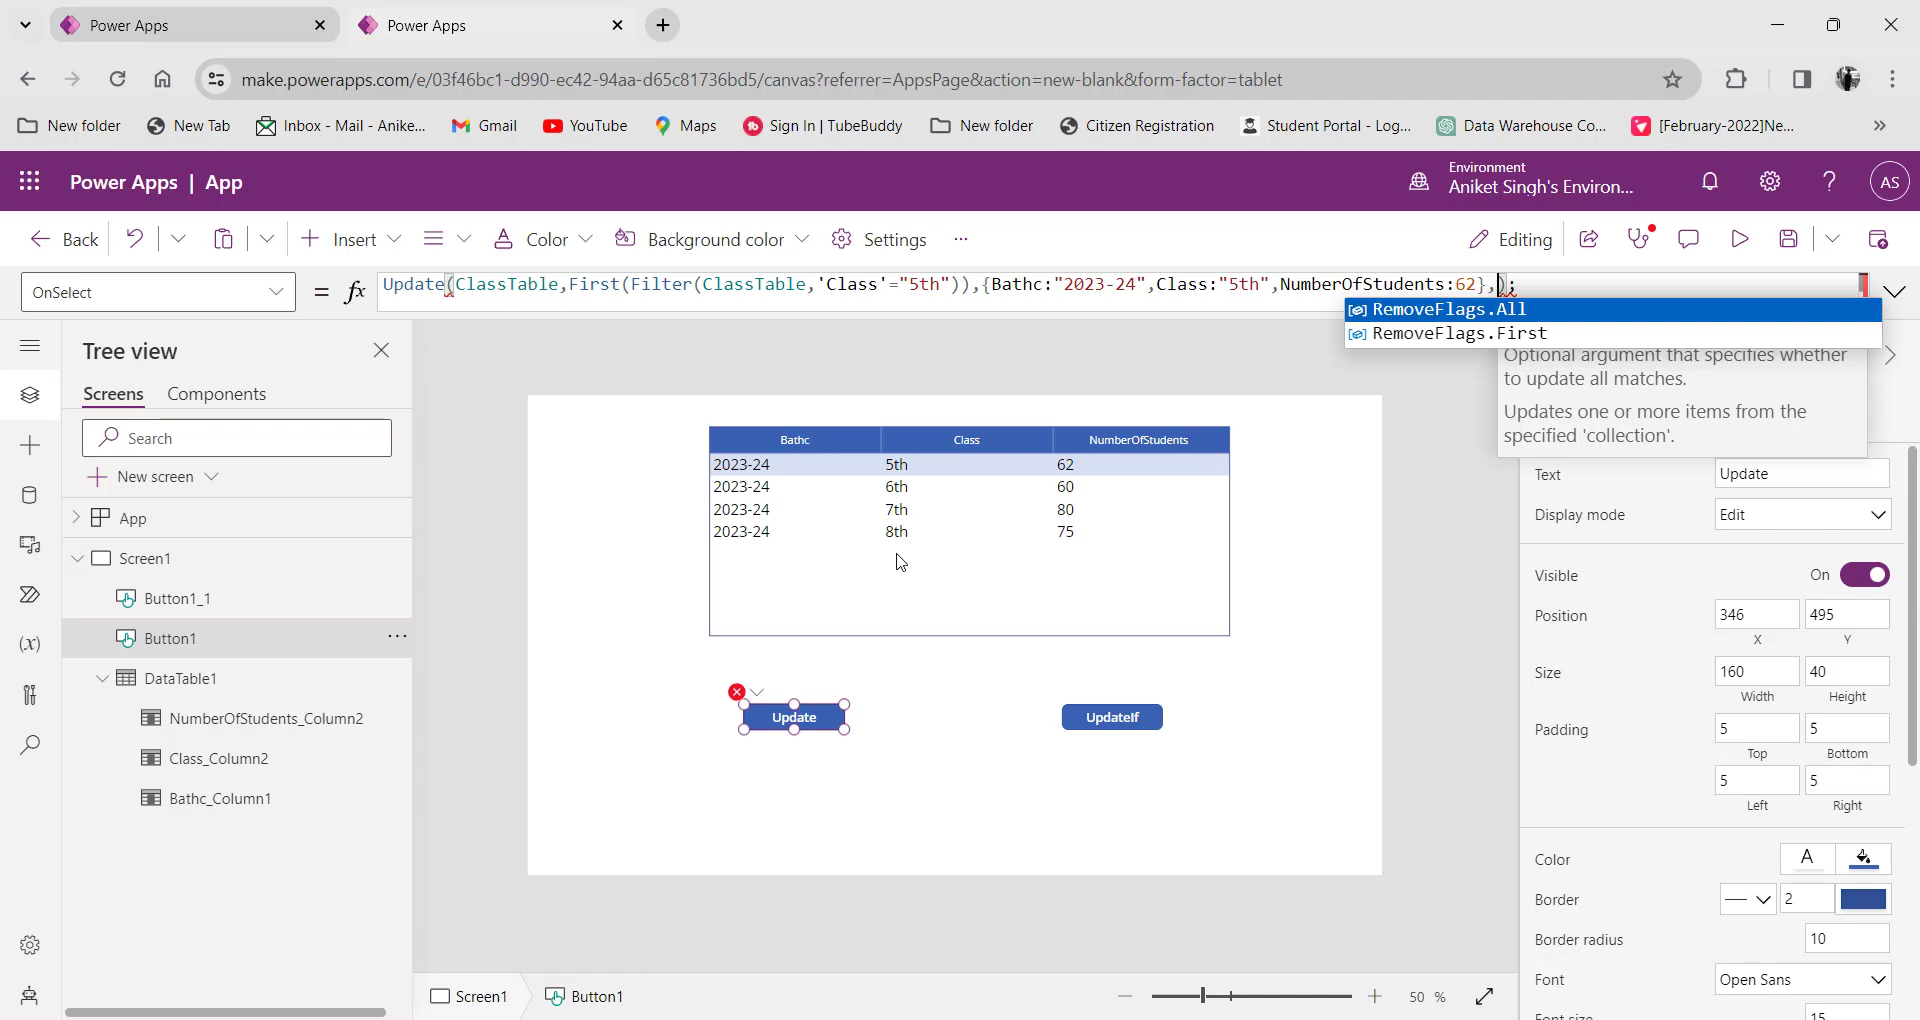 Power Apps
Power Apps
make.powerapps.com/e/03f46bc1-d990-ec42-94aa-d65c81736bd5/canvas?referrer=AppsPage&action=new-blank&form-factor=tablet
New folder
New Tab
Inbox - Mail - Anike...
Gmail
YouTube
Maps
Sign In | TubeBuddy
New folder
Citizen Registration
Student Portal - Log...
Data Warehouse Co...
[February-2022]Ne...
Power Apps | App
Environment
Aniket Singh's Environ...
AS
Back
Insert
Color
Background color
Settings
Editing
OnSelect
= fx
Update(ClassTable,First(Filter(ClassTable,'Class'="5th")),{Bathc:"2023-24",Class:"5th",NumberOfStudents:62},);
RemoveFlags.All
RemoveFlags.First
Optional argument that specifies whether
to update all matches.
Updates one or more items from the
specified 'collection'.
Tree view
Screens Components
Search
New screen
App
Screen1
Button1_1
Button1
DataTable1
NumberOfStudents_Column2
Class_Column2
Bathc_Column1
Bathc Class NumberOfStudents
2023-24 5th 62
2023-24 6th 60
2023-24 7th 80
2023-24 8th 75
Update
UpdateIf
Text Update
Display mode Edit
Visible On
Position 346 495
X Y
Size 160 40
Width Height
Padding 5 5
Top Bottom
5 5
Left Right
Color A
Border 2
Border radius 10
Font Open Sans
Font size 15
Screen1
Button1
50 %